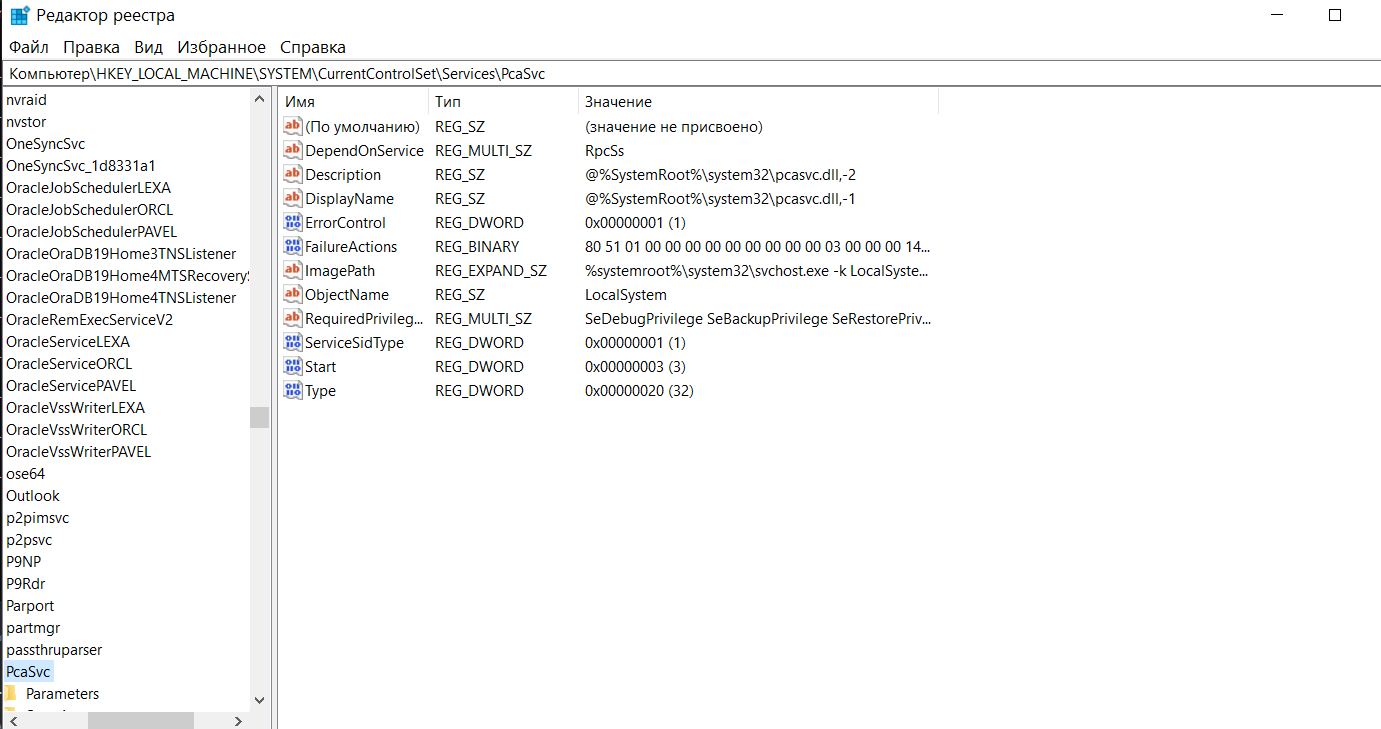 Редактор реестра
Файл Правка Вид Избранное Справка
Компьютер\HKEY_LOCAL_MACHINE\SYSTEM\CurrentControlSet\Services\PcaSvc
nvraid
nvstor
OneSyncSvc
OneSyncSvc_1d8331a1
OracleJobSchedulerLEXA
OracleJobSchedulerORCL
OracleJobSchedulerPAVEL
OracleOraDB19Home3TNSListener
OracleOraDB19Home4MTSRecoveryS
OracleOraDB19Home4TNSListener
OracleRemExecServiceV2
OracleServiceLEXA
OracleServiceORCL
OracleServicePAVEL
OracleVssWriterLEXA
OracleVssWriterORCL
OracleVssWriterPAVEL
ose64
Outlook
p2pimsvc
p2psvc
P9NP
P9Rdr
Parport
partmgr
passthruparser
PcaSvc
Parameters
Имя Тип Значение
(По умолчанию) REG_SZ (значение не присвоено)
DependOnService REG_MULTI_SZ RpcSs
Description REG_SZ @%SystemRoot%\system32\pcasvc.dll,-2
DisplayName REG_SZ @%SystemRoot%\system32\pcasvc.dll,-1
ErrorControl REG_DWORD 0x00000001 (1)
FailureActions REG_BINARY 80 51 01 00 00 00 00 00 00 00 00 00 03 00 00 00 14...
ImagePath REG_EXPAND_SZ %systemroot%\system32\svchost.exe -k LocalSyste...
ObjectName REG_SZ LocalSystem
RequiredPrivileg... REG_MULTI_SZ SeDebugPrivilege SeBackupPrivilege SeRestorePriv...
ServiceSidType REG_DWORD 0x00000001 (1)
Start REG_DWORD 0x00000003 (3)
Type REG_DWORD 0x00000020 (32)